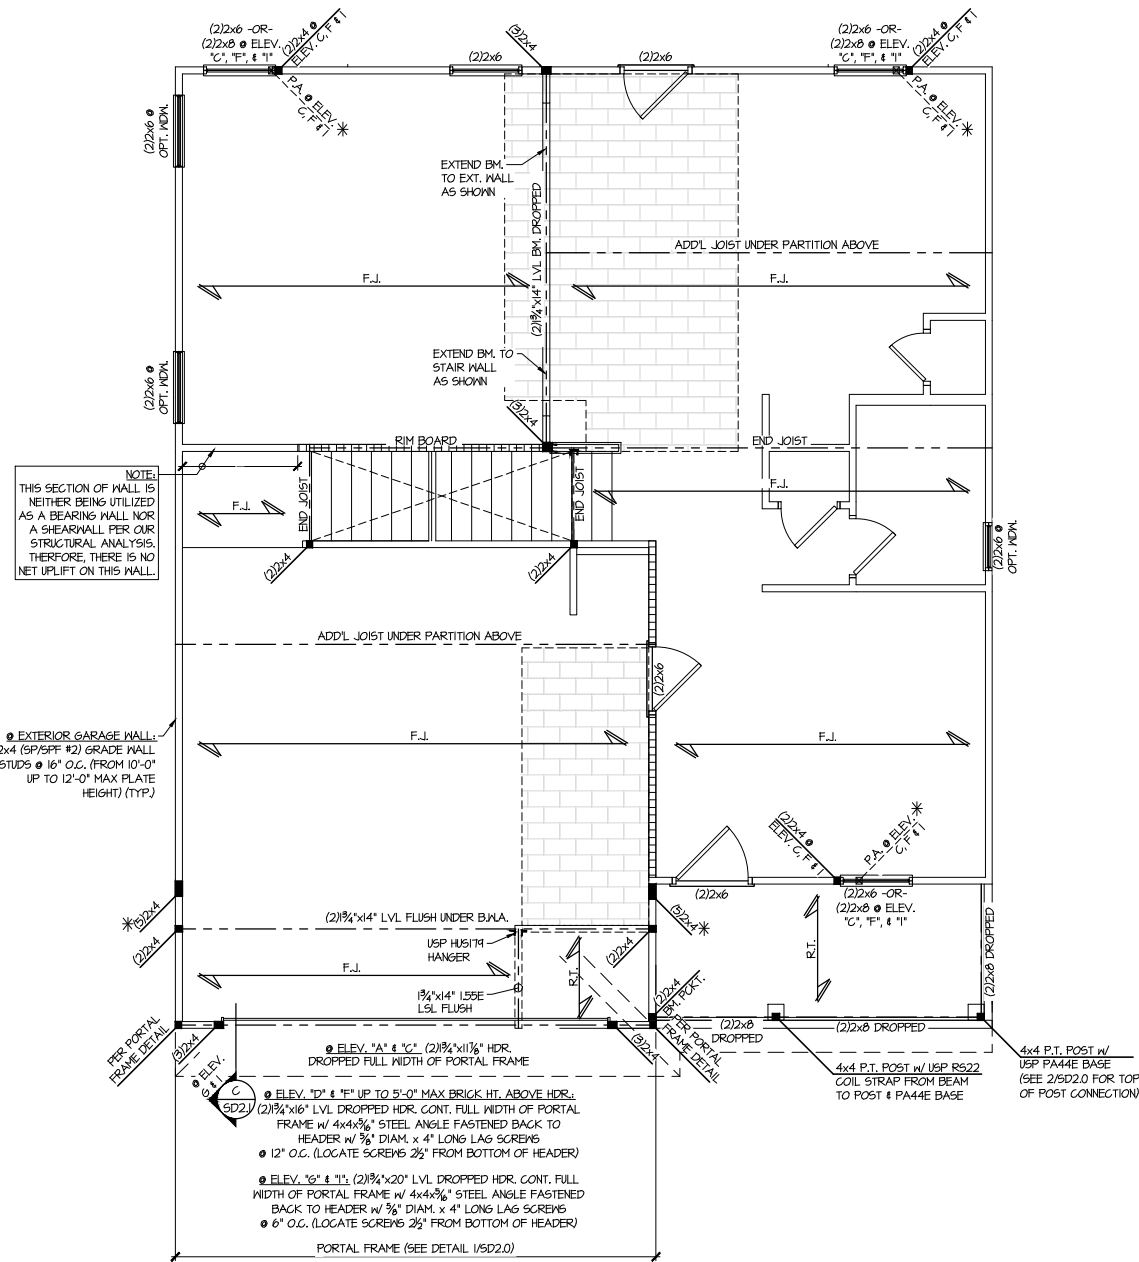 (2)2x6 -OR-
(2)2x8 @ ELEV.
"C", "F", & "I"
(2)2x4 @
ELEV. C, F & I
(2)2x6
(3)2x4
(2)2x6
(2)2x6 -OR-
(2)2x8 @ ELEV.
"C", "F", & "I"
(2)2x4 @
ELEV. C, F & I
P.A. @ ELEV.
C, F & I
*
P.A. @ ELEV.
C, F & I
*
(2)2x6 @
OPT. WDW.
EXTEND BM.
TO EXT. WALL
AS SHOWN
(2)1¾"x14" LVL BM. DROPPED
ADD'L JOIST UNDER PARTITION ABOVE
F.J.
F.J.
EXTEND BM. TO
STAIR WALL
AS SHOWN
(2)2x6 @
OPT. WDW.
(3)2x4
RIM BOARD
END JOIST
NOTE:
THIS SECTION OF WALL IS
NEITHER BEING UTILIZED
AS A BEARING WALL NOR
A SHEARWALL PER OUR
STRUCTURAL ANALYSIS.
THERFORE, THERE IS NO
NET UPLIFT ON THIS WALL.
F.J.
END JOIST
END JOIST
F.J.
(2)2x6 @
OPT. WDW.
(2)2x4
(2)2x4
ADD'L JOIST UNDER PARTITION ABOVE
(2)2x6
@ EXTERIOR GARAGE WALL:
2x4 (SP/SPF #2) GRADE WALL
STUDS @ 16" O.C. (FROM 10'-0"
UP TO 12'-0" MAX PLATE
HEIGHT) (TYP.)
F.J.
F.J.
(2)2x4 @
ELEV. C, F & I
P.A. @ ELEV.
C, F & I
*
(2)2x6
(2)2x6 -OR-
(2)2x8 @ ELEV.
"C", "F", & "I"
*(5)2x4
(2)2x4
(2)1¾"x14" LVL FLUSH UNDER B.W.A.
USP HUS179
HANGER
(5)2x4*
(2)2x4
R.T.
R.T.
(2)2x8 DROPPED
F.J.
1¾"x14" 1.55E
LSL FLUSH
(2)2x4
BM. PCKT.
PER PORTAL
FRAME DETAIL
(3)2x4
(3)2x4
PER PORTAL
FRAME DETAIL
(2)2x8
DROPPED
(2)2x8 DROPPED
@ ELEV. "A" & "C" (2)1¾"x11⅞" HDR.
DROPPED FULL WIDTH OF PORTAL FRAME
4x4 P.T. POST W/ USP RS22
COIL STRAP FROM BEAM
TO POST & PA44E BASE
4x4 P.T. POST W/
USP PA44E BASE
(SEE 2/SD2.0 FOR TOP
OF POST CONNECTION)
@ ELEV.
G & I
C
SD2.1
@ ELEV. "D" & "F" UP TO 5'-0" MAX BRICK HT. ABOVE HDR.:
(2)1¾"x16" LVL DROPPED HDR. CONT. FULL WIDTH OF PORTAL
FRAME W/ 4x4x5/16" STEEL ANGLE FASTENED BACK TO
HEADER W/ ⅝" DIAM. x 4" LONG LAG SCREWS
@ 12" O.C. (LOCATE SCREWS 2½" FROM BOTTOM OF HEADER)
@ ELEV. "G" & "I": (2)1¾"x20" LVL DROPPED HDR. CONT. FULL
WIDTH OF PORTAL FRAME W/ 4x4x5/16" STEEL ANGLE FASTENED
BACK TO HEADER W/ ⅝" DIAM. x 4" LONG LAG SCREWS
@ 6" O.C. (LOCATE SCREWS 2½" FROM BOTTOM OF HEADER)
PORTAL FRAME (SEE DETAIL 1/SD2.0)